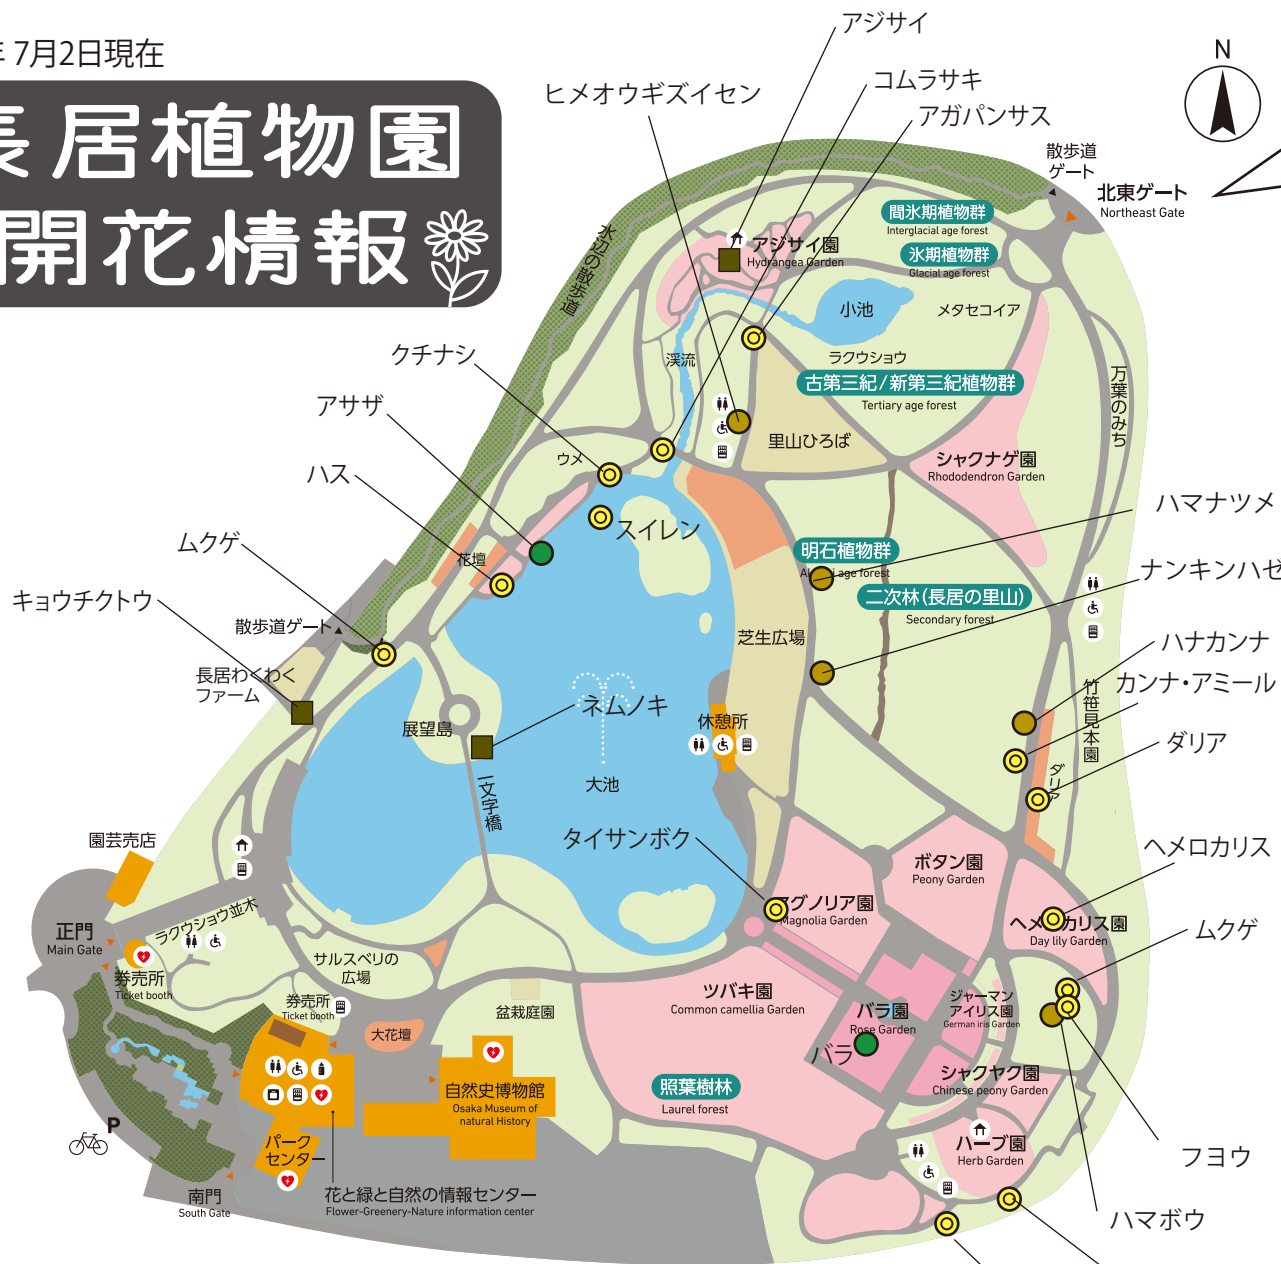 年 7月2日現在
長居植物園
開花情報
アジサイ
コムラサキ
ヒメオウギズイセン
アガパンサス
N
散歩道
ゲート
北東ゲート
Northeast Gate
間氷期植物群
Interglacial age forest
氷期植物群
Glacial age forest
水辺の散歩道
アジサイ園
Hydrangea Garden
小池
メタセコイア
渓流
ラクウショウ
古第三紀/新第三紀植物群
Tertiary age forest
万葉のみち
クチナシ
アサザ
ハス
ムクゲ
キョウチクトウ
ウメ
里山ひろば
シャクナゲ園
Rhododendron Garden
スイレン
花壇
明石植物群
age forest
二次林(長居の里山)
Secondary forest
ハマナツメ
ナンキンハゼ
ハナカンナ
カンナ・アミール
ダリア
散歩道ゲート
長居わくわく
ファーム
芝生広場
竹笹見本園
ダリア
展望島
ネムノキ
休憩所
大池
一文字橋
タイサンボク
園芸売店
ボタン園
Peony Garden
ヘメロカリス
マグノリア園
Magnolia Garden
ヘメロカリス園
Day lily Garden
ムクゲ
正門
Main Gate
ラクウショウ並木
券売所
Ticket booth
サルスベリの
広場
券売所
Ticket booth
大花壇
盆栽庭園
ツバキ園
Common camellia Garden
バラ園
Rose Garden
バラ
ジャーマン
アイリス園
German iris Garden
シャクヤク園
Chinese peony Garden
照葉樹林
Laurel forest
自然史博物館
Osaka Museum of
natural History
ハーブ園
Herb Garden
フヨウ
ハマボウ
P
パーク
センター
南門
South Gate
花と緑と自然の情報センター
Flower-Greenery-Nature information center